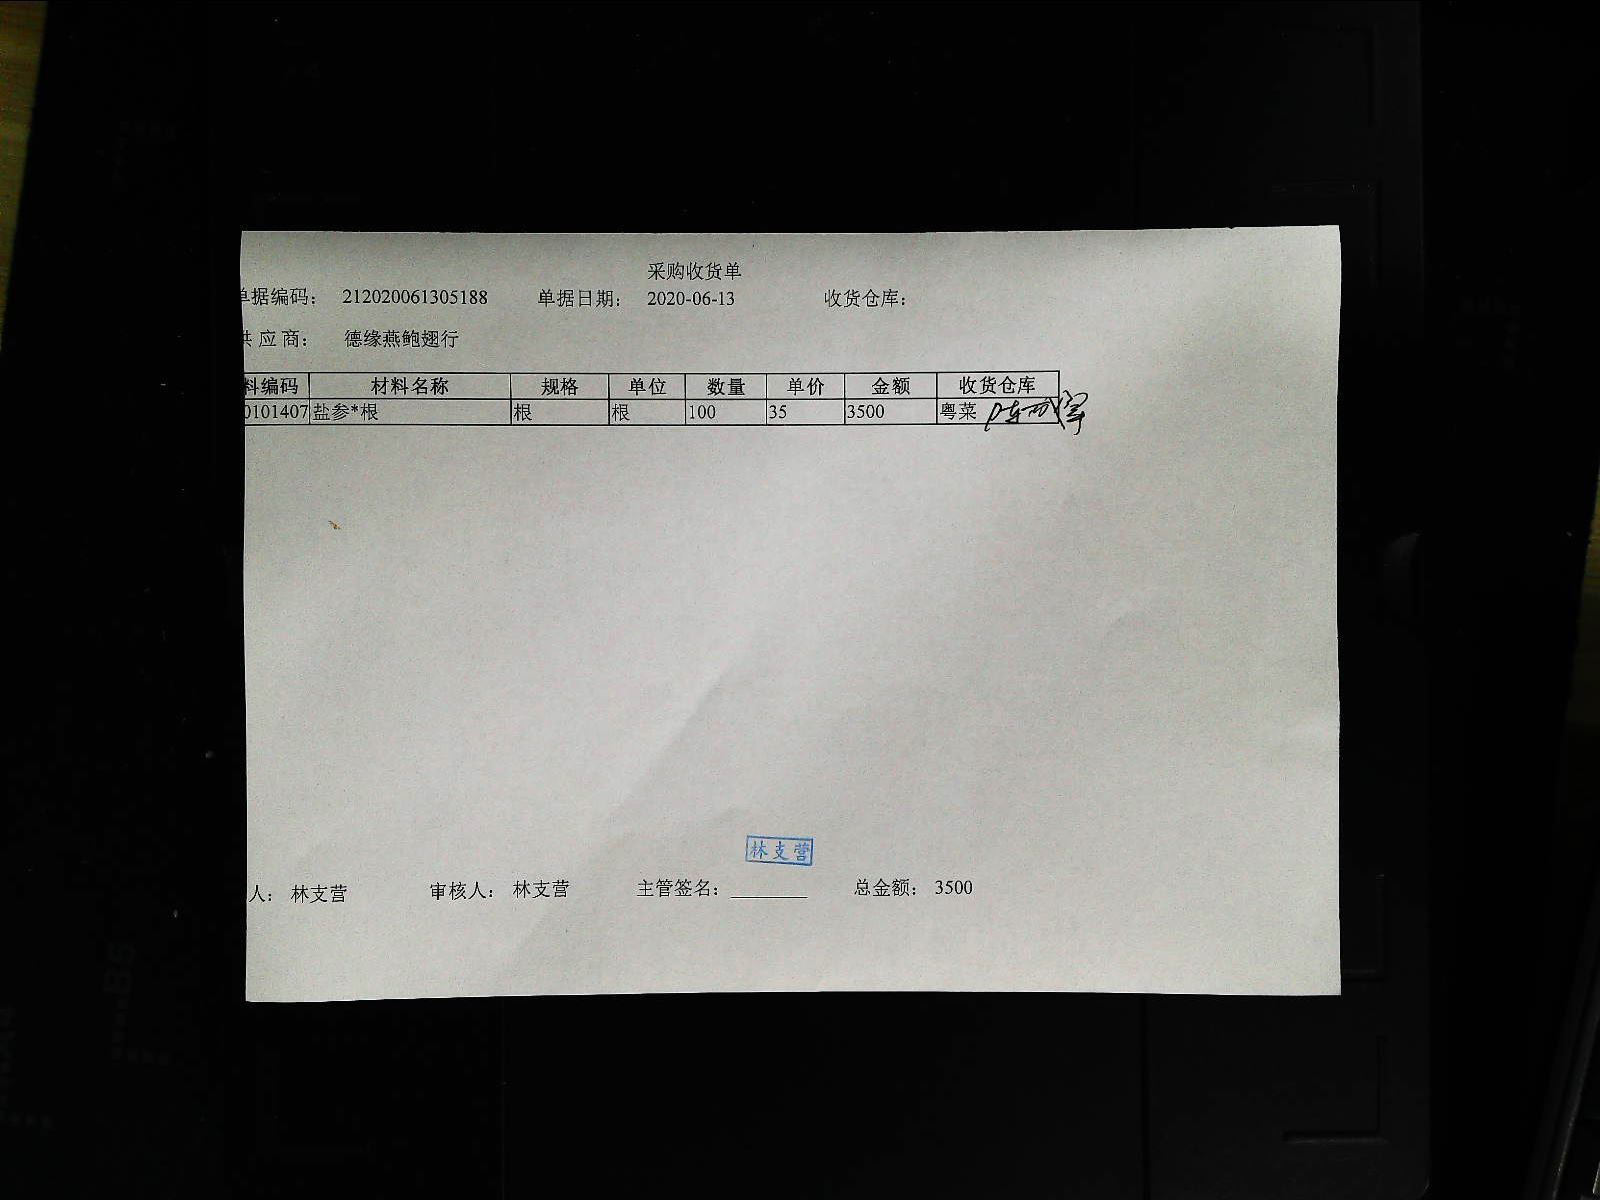 采购收货单
单据编码： 212020061305188 单据日期： 2020-06-13 收货仓库：
供应商： 德缘燕鲍翅行
料编码 材料名称 规格 单位 数量 单价 金额 收货仓库
0101407 盐参*根 根 根 100 35 3500 粤菜
林支营
人： 林支营 审核人： 林支营 主管签名： 总金额： 3500